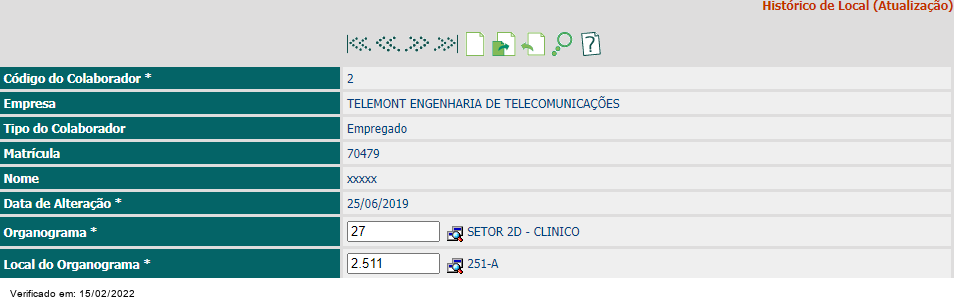 Histórico de Local (Atualização)
Código do Colaborador * 2
Empresa TELEMONT ENGENHARIA DE TELECOMUNICAÇÕES
Tipo do Colaborador Empregado
Matrícula 70479
Nome xxxxx
Data de Alteração * 25/06/2019
Organograma * 27 SETOR 2D - CLINICO
Local do Organograma * 2.511 251-A
Verificado em: 15/02/2022